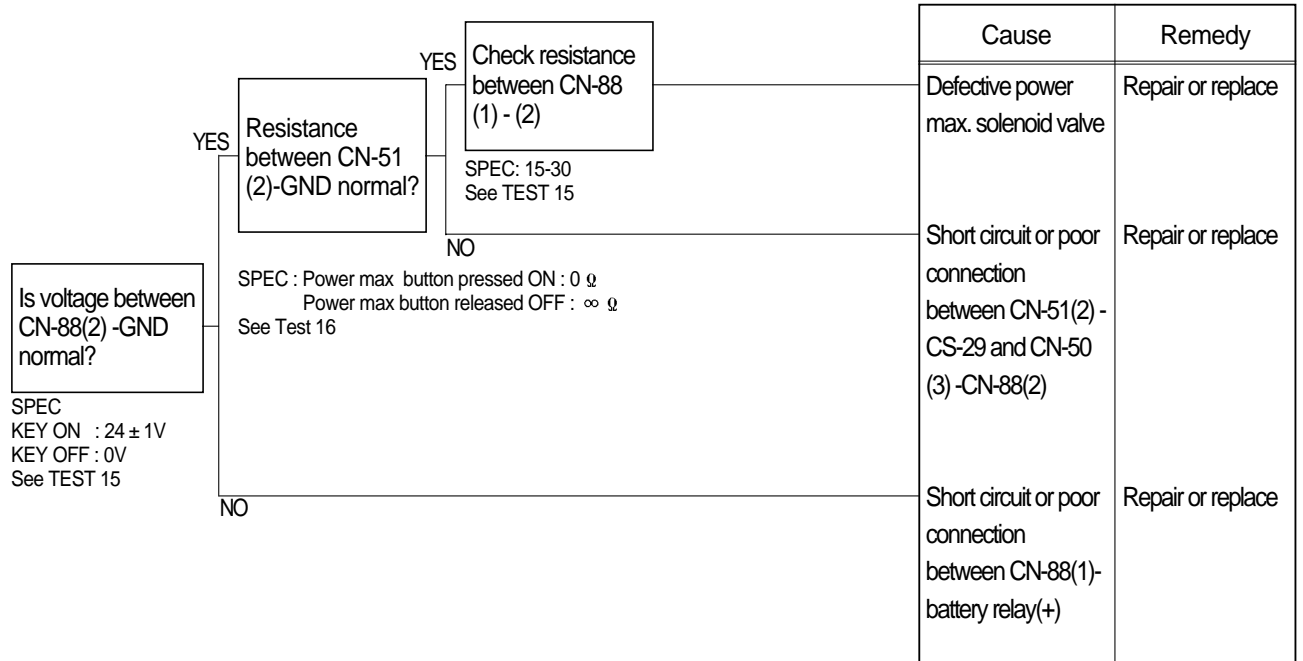 Is voltage between
CN-88(2) -GND
normal?
SPEC
KEY ON : 24 ± 1V
KEY OFF : 0V
See TEST 15
YES
NO
Resistance
between CN-51
(2)-GND normal?
SPEC : Power max button pressed ON : 0 Ω
Power max button released OFF : ∞ Ω
See Test 16
YES
NO
Check resistance
between CN-88
(1) - (2)
SPEC: 15-30
See TEST 15
Cause
Remedy
Defective power
max. solenoid valve
Repair or replace
Short circuit or poor
connection
between CN-51(2) -
CS-29 and CN-50
(3) -CN-88(2)
Repair or replace
Short circuit or poor
connection
between CN-88(1)-
battery relay(+)
Repair or replace